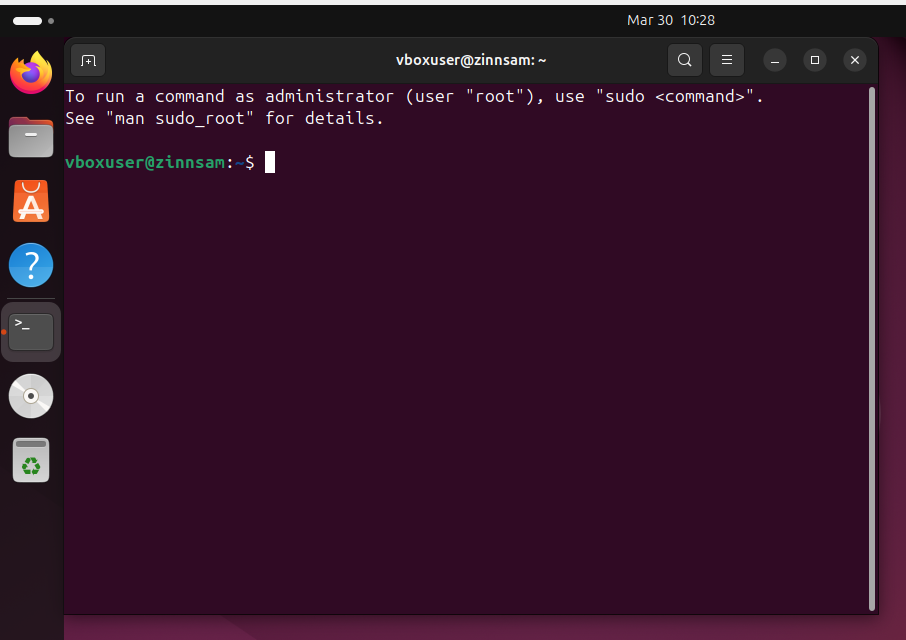 Mar 30 10:28
vboxuser@zinnsam: ~
To run a command as administrator (user "root"), use "sudo <command>".
See "man sudo_root" for details.
vboxuser@zinnsam:~$